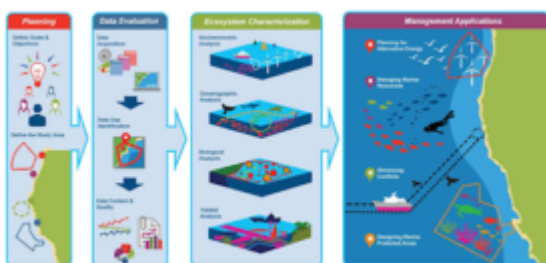 Planning
Define Goals &
Objectives
Define the Study Area
Data Evaluation
Data
Acquisition
Data Gap
Identification
Data Content &
Quality
Ecosystem Characterization
Socioeconomic
Analysis
Oceanographic
Analysis
Biological
Analysis
Habitat
Analysis
Management Applications
Planning for
Alternative Energy
Managing Marine
Resources
Minimizing
Conflicts
Designing Marine
Protected Areas